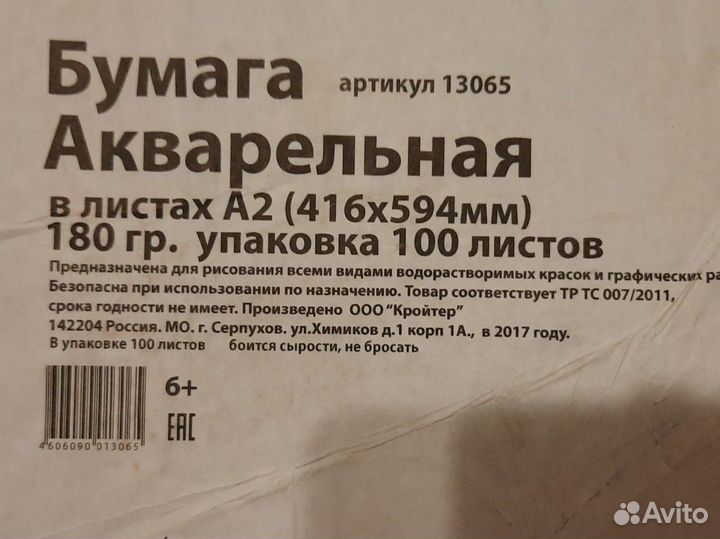 Бумага артикул 13065
Акварельная
в листах А2 (416х594мм)
180 гр. упаковка 100 листов
Предназначена для рисования всеми видами водорастворимых красок и графических ра
Безопасна при использовании по назначению. Товар соответствует ТР ТС 007/2011,
срока годности не имеет. Произведено ООО "Кройтер"
142204 Россия. МО. г. Серпухов. ул.Химиков д.1 корп 1А., в 2017 году.
В упаковке 100 листов боится сырости, не бросать
6+
ЕАС
4606090 013065
Avito